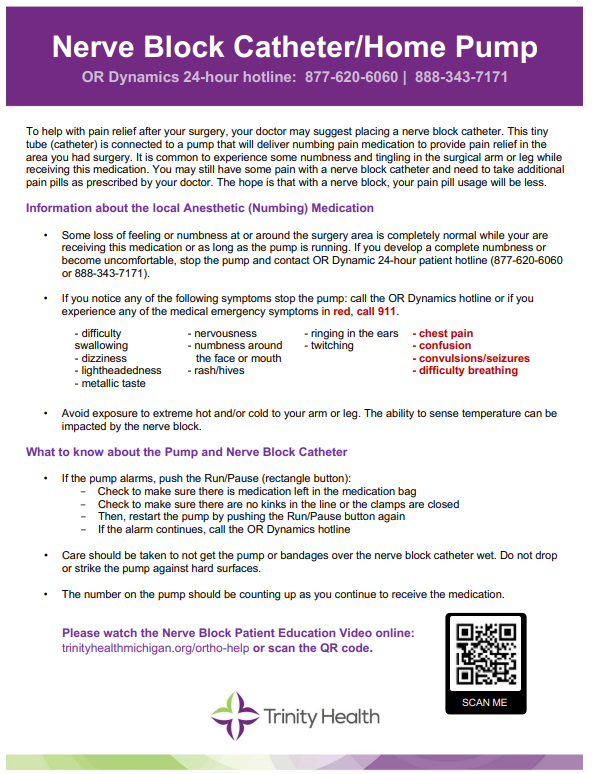 Nerve Block Catheter/Home Pump
OR Dynamics 24-hour hotline: 877-620-6060 | 888-343-7171
To help with pain relief after your surgery, your doctor may suggest placing a nerve block catheter. This tiny
tube (catheter) is connected to a pump that will deliver numbing pain medication to provide pain relief in the
area you had surgery. It is common to experience some numbness and tingling in the surgical arm or leg while
receiving this medication. You may still have some pain with a nerve block catheter and need to take additional
pain pills as prescribed by your doctor. The hope is that with a nerve block, your pain pill usage will be less.
Information about the local Anesthetic (Numbing) Medication
• Some loss of feeling or numbness at or around the surgery area is completely normal while your are
receiving this medication or as long as the pump is running. If you develop a complete numbness or
become uncomfortable, stop the pump and contact OR Dynamic 24-hour patient hotline (877-620-6060
or 888-343-7171).
• If you notice any of the following symptoms stop the pump: call the OR Dynamics hotline or if you
experience any of the medical emergency symptoms in red, call 911.
- difficulty
swallowing
- dizziness
- lightheadedness
- metallic taste
- nervousness
- numbness around
the face or mouth
- rash/hives
- ringing in the ears
- twitching
- chest pain
- confusion
- convulsions/seizures
- difficulty breathing
• Avoid exposure to extreme hot and/or cold to your arm or leg. The ability to sense temperature can be
impacted by the nerve block.
What to know about the Pump and Nerve Block Catheter
• If the pump alarms, push the Run/Pause (rectangle button):
– Check to make sure there is medication left in the medication bag
– Check to make sure there are no kinks in the line or the clamps are closed
– Then, restart the pump by pushing the Run/Pause button again
– If the alarm continues, call the OR Dynamics hotline
• Care should be taken to not get the pump or bandages over the nerve block catheter wet. Do not drop
or strike the pump against hard surfaces.
• The number on the pump should be counting up as you continue to receive the medication.
Please watch the Nerve Block Patient Education Video online:
trinityhealthmichigan.org/ortho-help or scan the QR code.
SCAN ME
Trinity Health